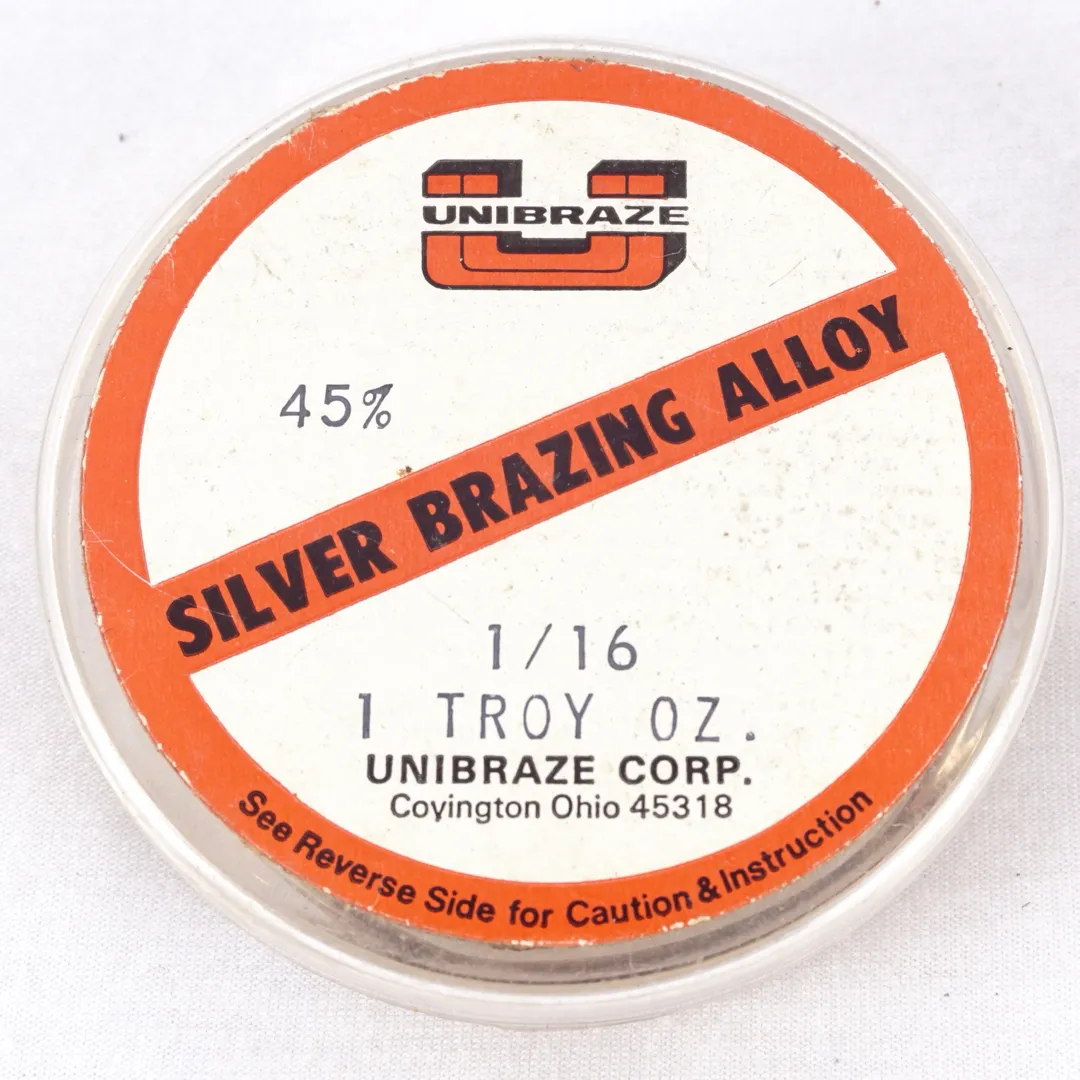 UNIBRAZE
45%
SILVER BRAZING ALLOY
1/16
1 TROY OZ.
UNIBRAZE CORP.
Covington Ohio 45318
See Reverse Side for Caution & Instruction